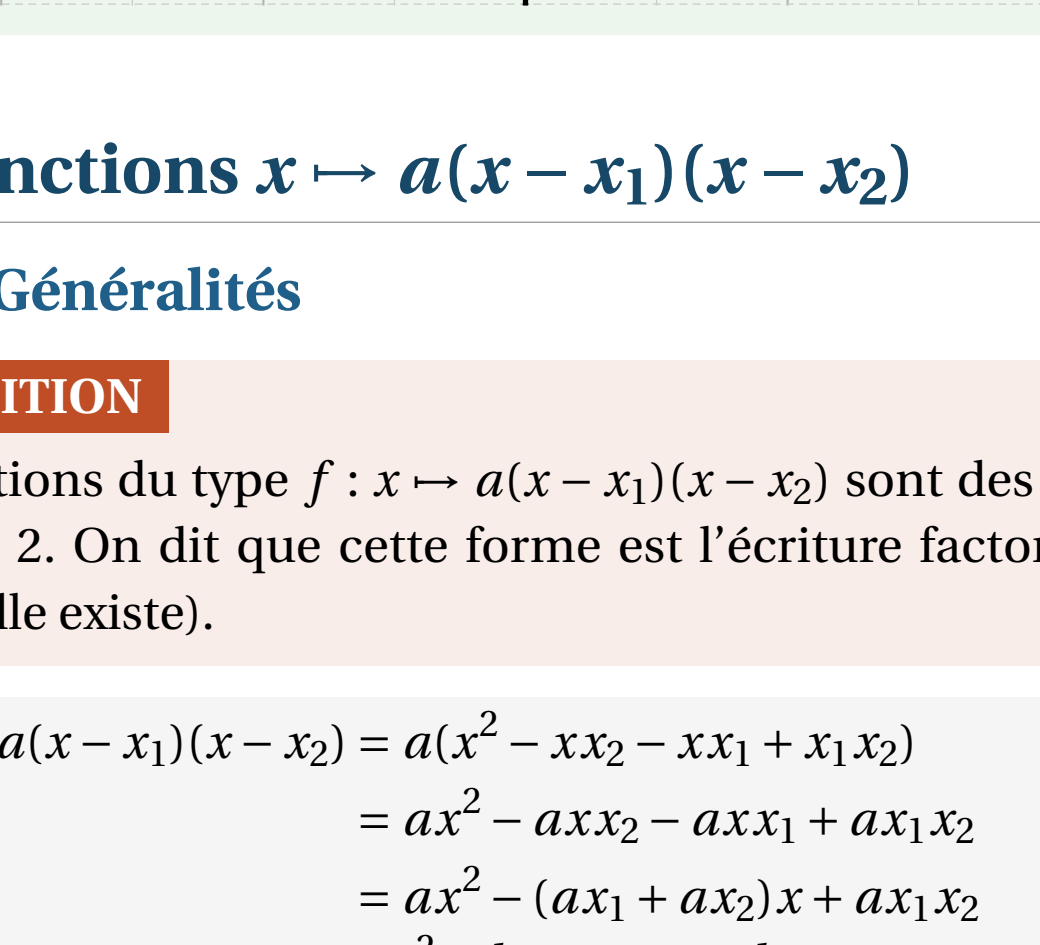 nctions x ⟼ a(x − x₁)(x − x₂)
Généralités
ITION
tions du type f : x ⟼ a(x − x₁)(x − x₂) sont des
2. On dit que cette forme est l’écriture factor
lle existe).
a(x − x₁)(x − x₂) = a(x² − xx₂ − xx₁ + x₁x₂)
= ax² − axx₂ − axx₁ + ax₁x₂
= ax² − (ax₁ + ax₂)x + ax₁x₂